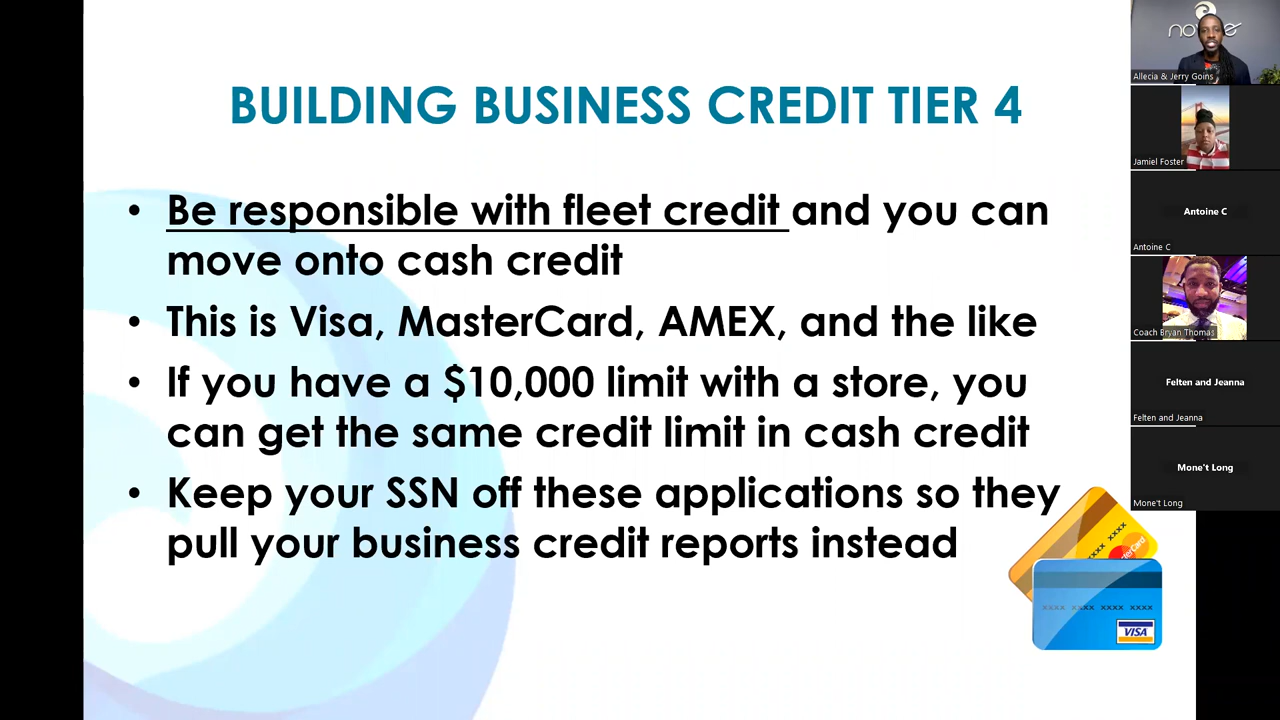 BUILDING BUSINESS CREDIT TIER 4
• Be responsible with fleet credit and you can
move onto cash credit
• This is Visa, MasterCard, AMEX, and the like
• If you have a $10,000 limit with a store, you
can get the same credit limit in cash credit
• Keep your SSN off these applications so they
pull your business credit reports instead
xxxx xxxx xxxx xxxx
VISA
Allecia & Jerry Goins
Jamiel Foster
Antoine C
Antoine C
Coach Bryan Thomas
Felten and Jeanna
Felten and Jeanna
Mone't Long
Mone't Long